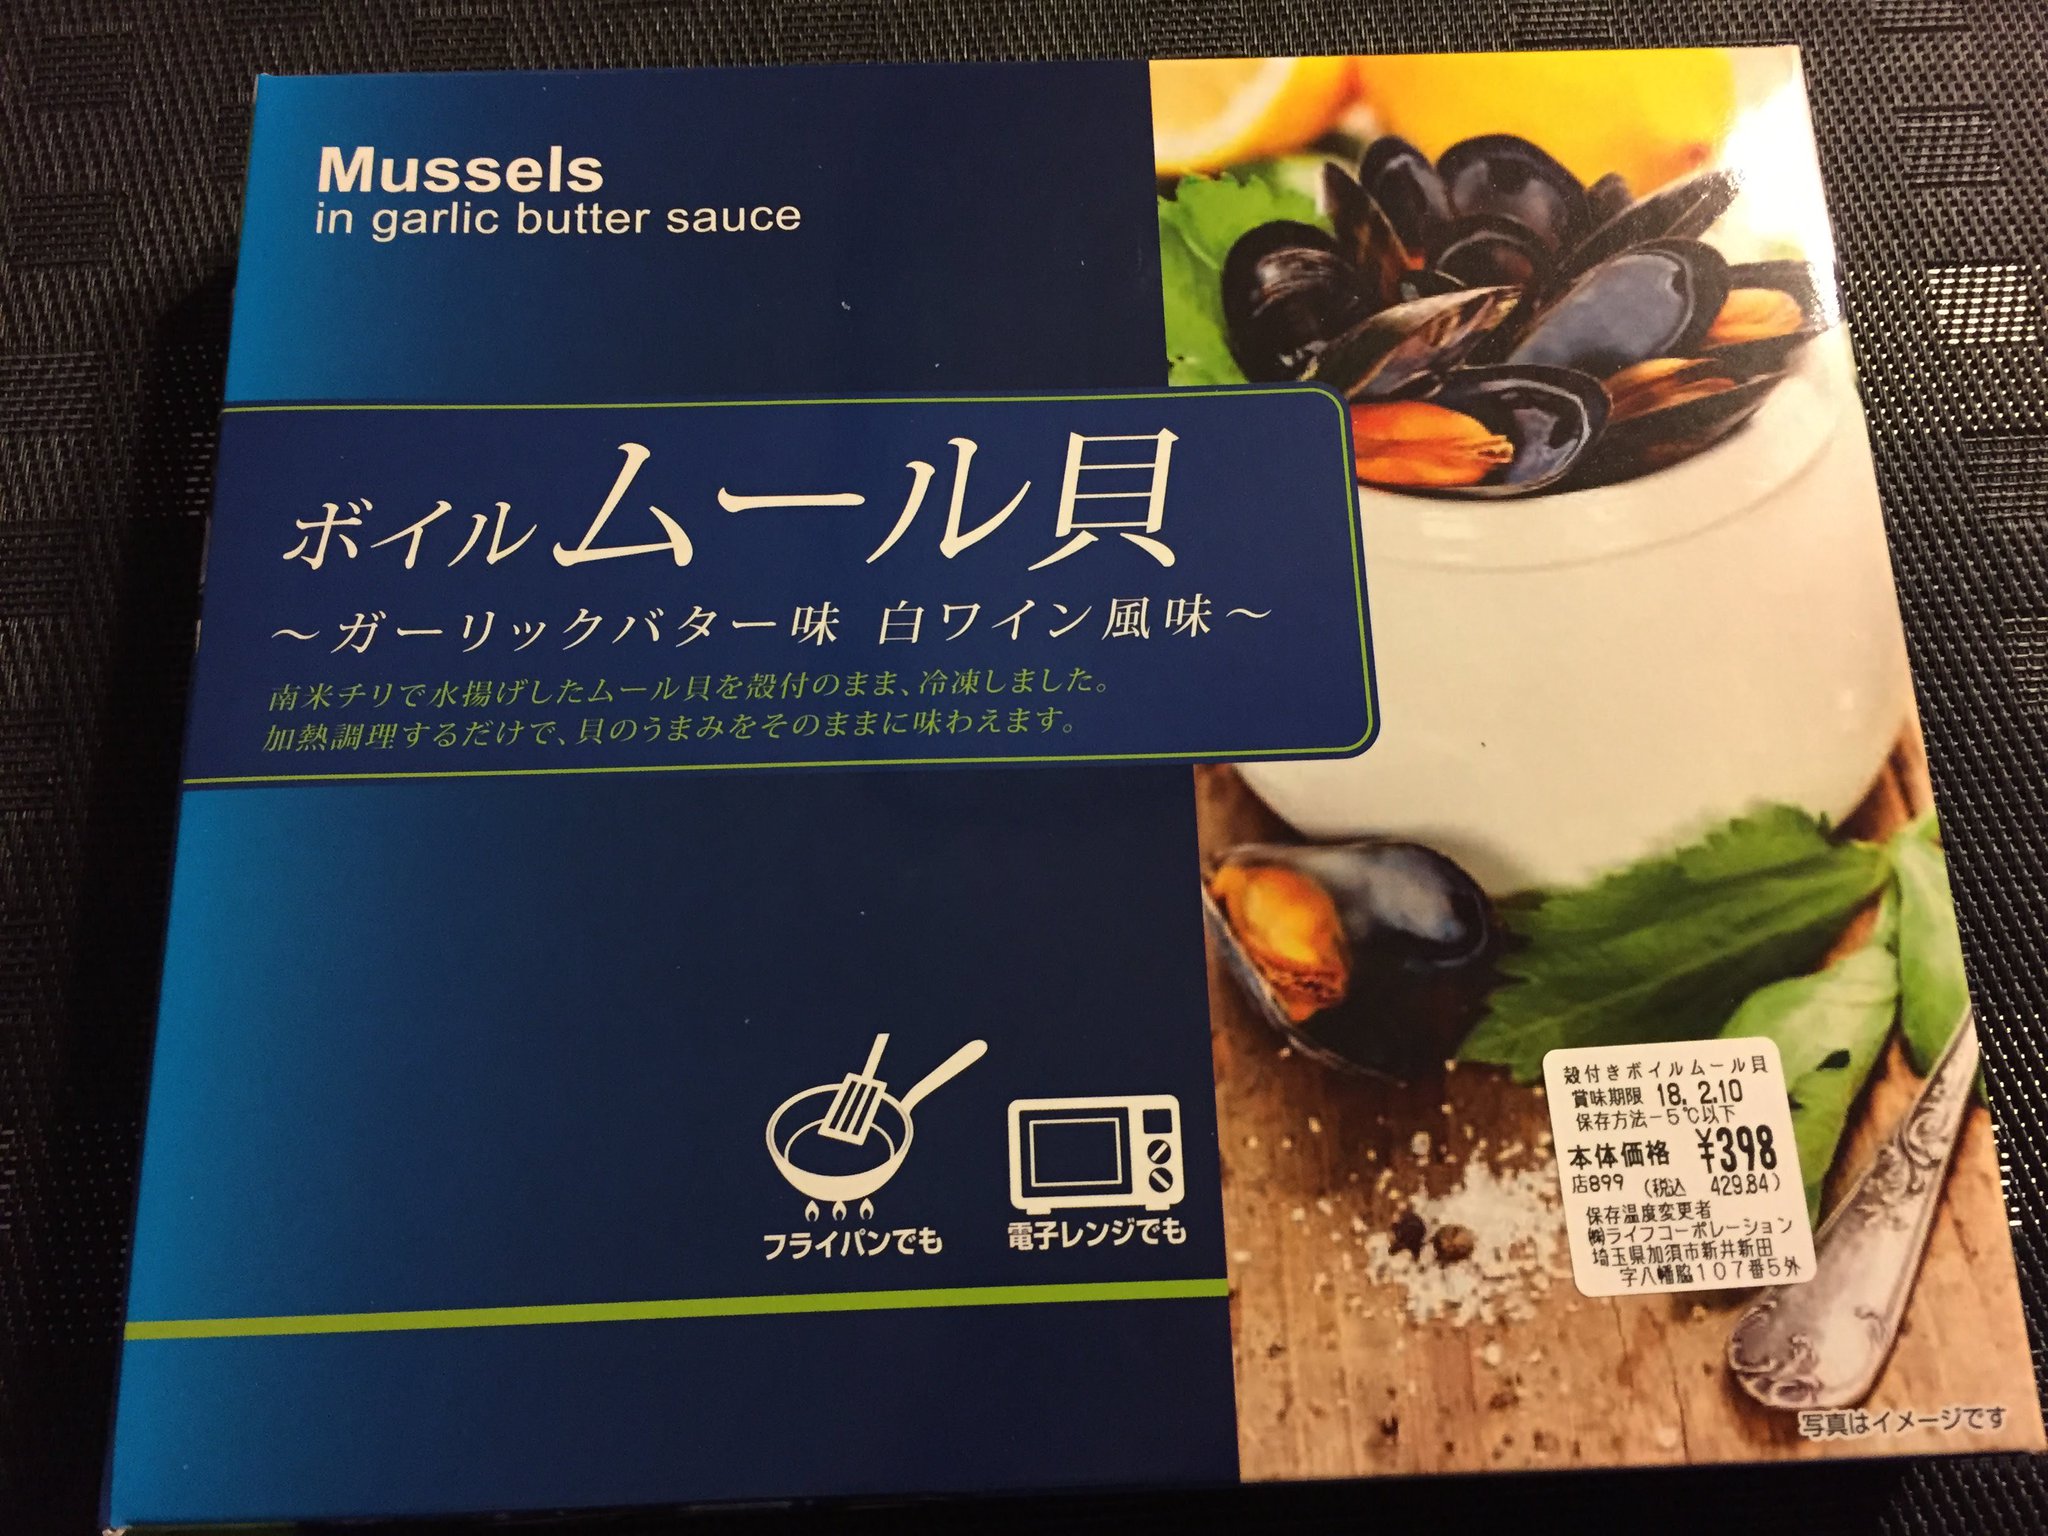 Mussels
in garlic butter sauce
ボイルムール貝
～ガーリックバター味 白ワイン風味～
南米チリで水揚げしたムール貝を殻付のまま、冷凍しました。
加熱調理するだけで、貝のうまみをそのままに味わえます。
フライパンでも
電子レンジでも
殻付きボイルムール貝
賞味期限 18. 2.10
保存方法-5℃以下
本体価格 ¥398
店899 (税込 429.84)
保存温度変更者
㈱ライフコーポレーション
埼玉県加須市新井新田
字八幡脇107番5外
写真はイメージです